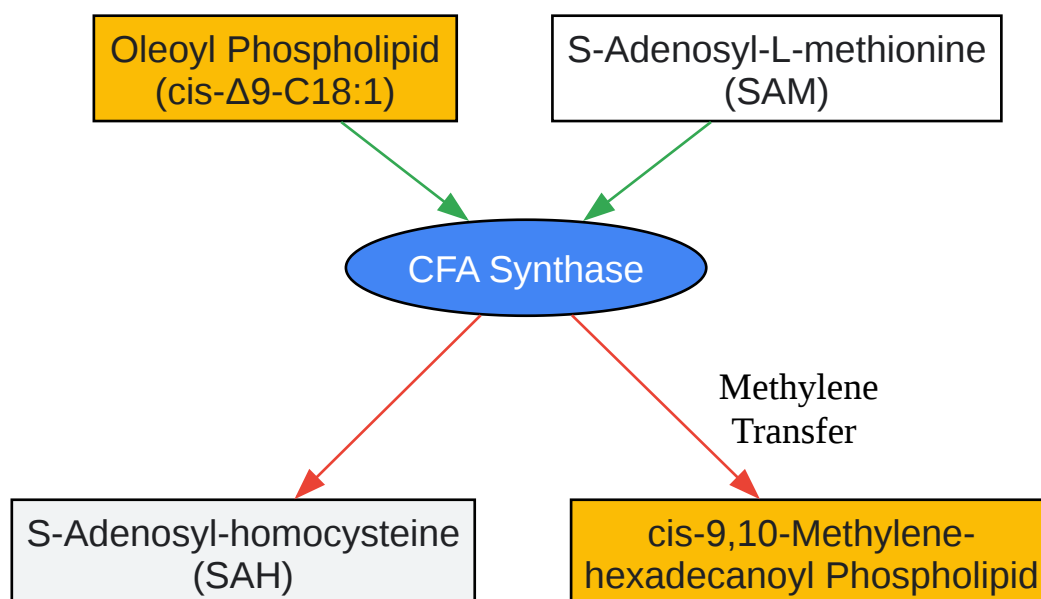 Oleoyl Phospholipid
(cis-Δ9-C18:1)
S-Adenosyl-L-methionine
(SAM)
CFA Synthase
Methylene
Transfer
S-Adenosyl-homocysteine
(SAH)
cis-9,10-Methylene-
hexadecanoyl Phospholipid